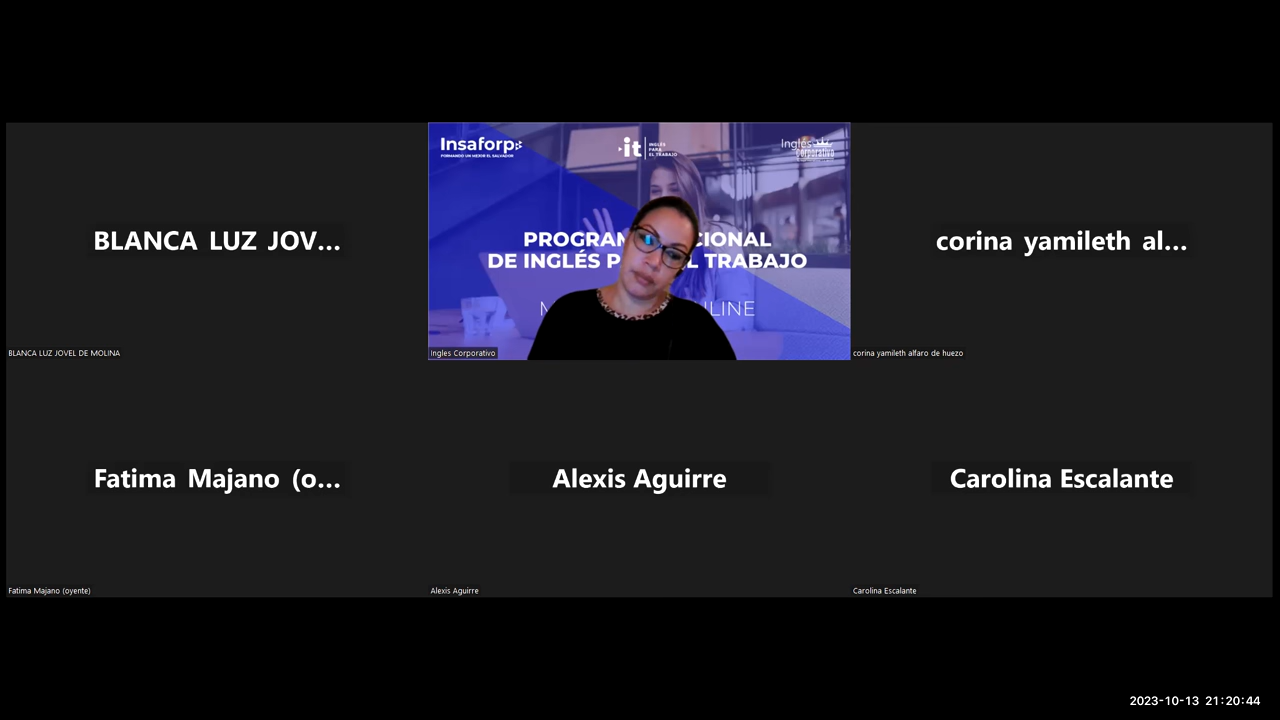 Insaforp
FORMANDO UN MEJOR EL SALVADOR
it
INGLÉS
PARA
EL TRABAJO
Inglés
corporativo
BLANCA LUZ JOV...
corina yamileth al...
PROGRAM CIONAL
DE INGLÉS P L TRABAJO
M LINE
BLANCA LUZ JOVEL DE MOLINA
Ingles Corporativo
corina yamileth alfaro de huezo
Fatima Majano (o...
Alexis Aguirre
Carolina Escalante
Fatima Majano (oyente)
Alexis Aguirre
Carolina Escalante
2023-10-13 21:20:44